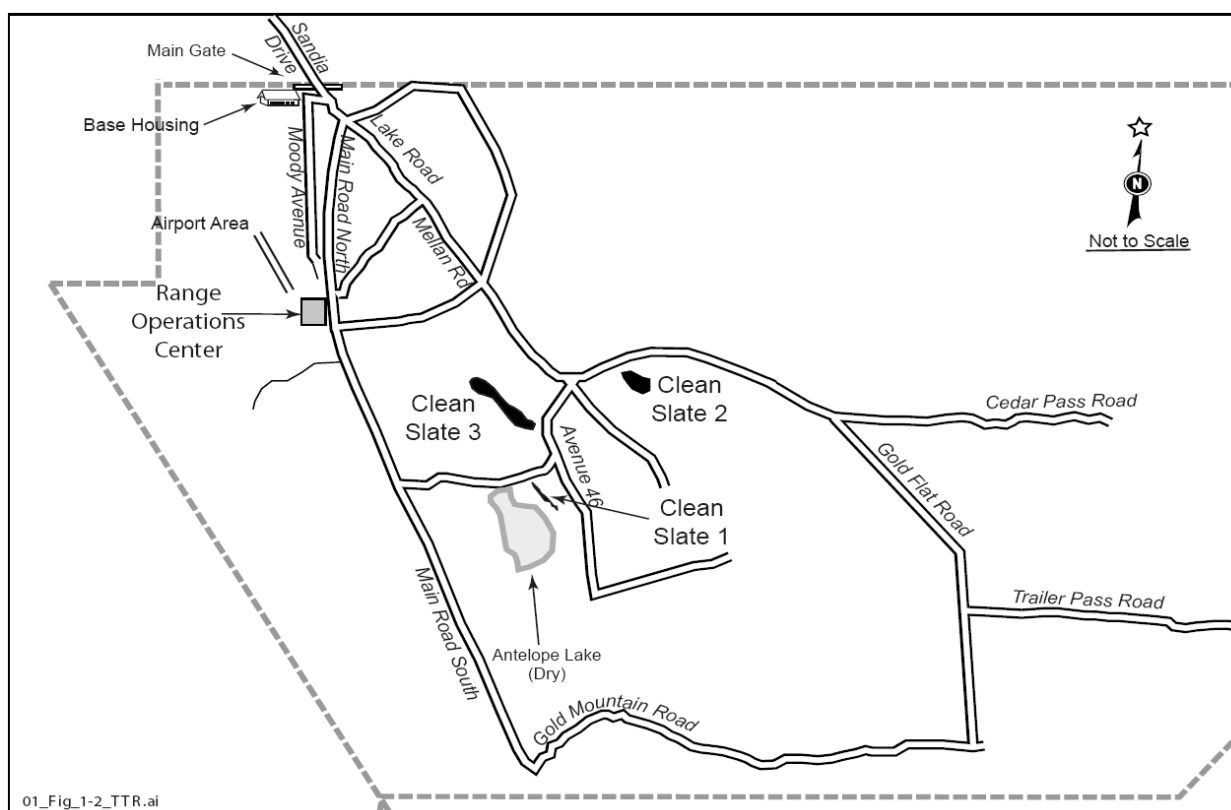 Sandia
Drive
Main Gate
Base Housing
Moody Avenue
Main Road North
Lake Road
Mellan Rd
Airport Area
Range
Operations
Center
N
Not to Scale
Clean
Slate 3
Clean
Slate 2
Cedar Pass Road
Avenue 46
Gold Flat Road
Clean
Slate 1
Main Road South
Trailer Pass Road
Antelope Lake
(Dry)
Gold Mountain Road
01_Fig_1-2_TTR.ai